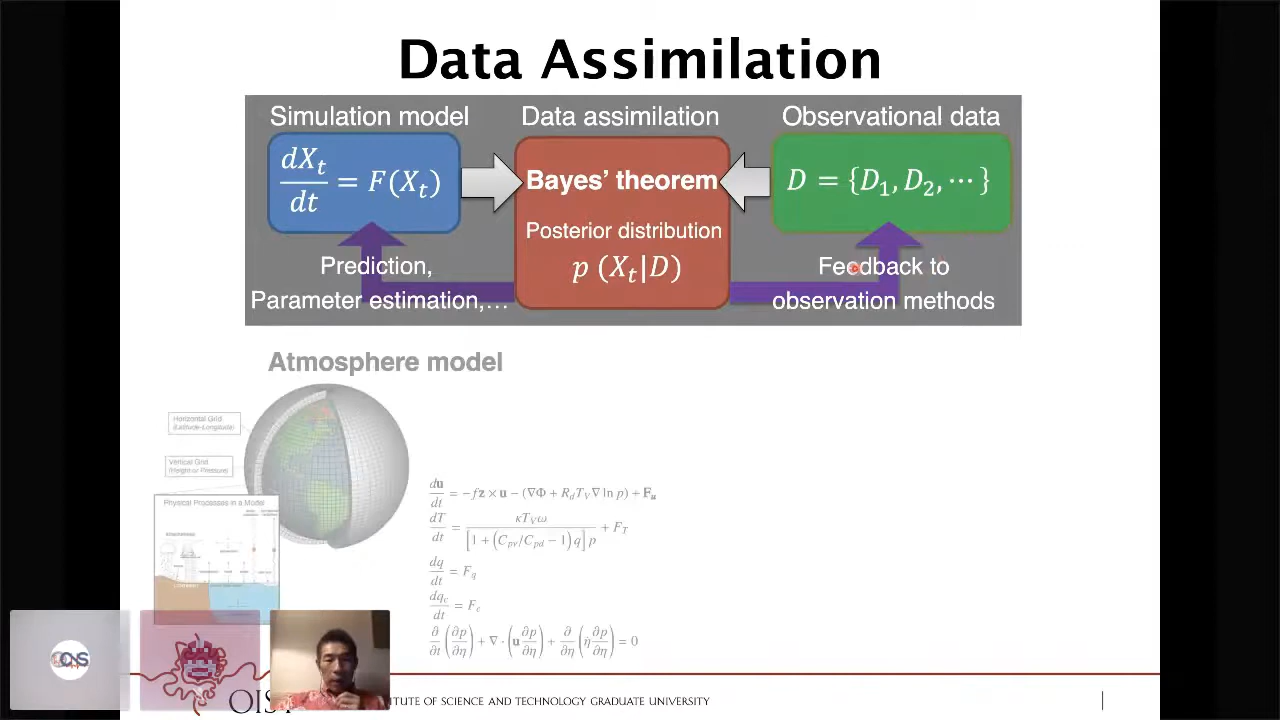 Data Assimilation
Simulation model
Data assimilation
Observational data
dX_t/dt = F(X_t)
Bayes’ theorem
Posterior distribution
p (X_t|D)
D = {D_1, D_2, ⋯}
Prediction,
Parameter estimation,…
Feedback to
observation methods
Atmosphere model
Horizontal Grid
(Latitude-Longitude)
Vertical Grid
(Height or Pressure)
Physical Processes in a Model
du/dt = −fz × u − (∇Φ + R_d T_V ∇ ln p) + F_u
dT/dt = κT_V ω / [1 + (C_pv/C_pd − 1) q] p + F_T
dq/dt = F_q
dq_c/dt = F_c
∂/∂t (∂p/∂η) + ∇ · (u ∂p/∂η) + ∂/∂η (η̇ ∂p/∂η) = 0
OIST
ITUTE OF SCIENCE AND TECHNOLOGY GRADUATE UNIVERSITY